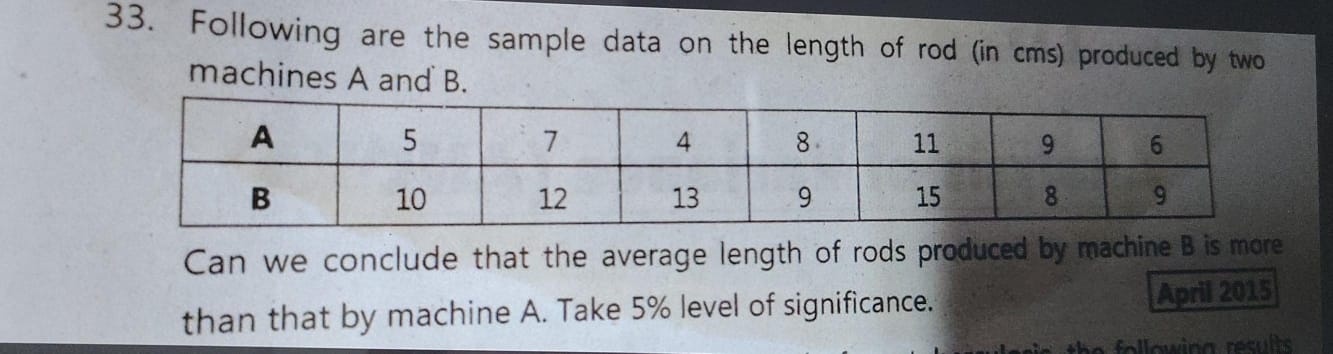 33. Following are the sample data on the length of rod (in cms) produced by two
machines A and B.
A 5 7 4 8 11 9 6
B 10 12 13 9 15 8 9
Can we conclude that the average length of rods produced by machine B is more
than that by machine A. Take 5% level of significance.
April 2015
the following results